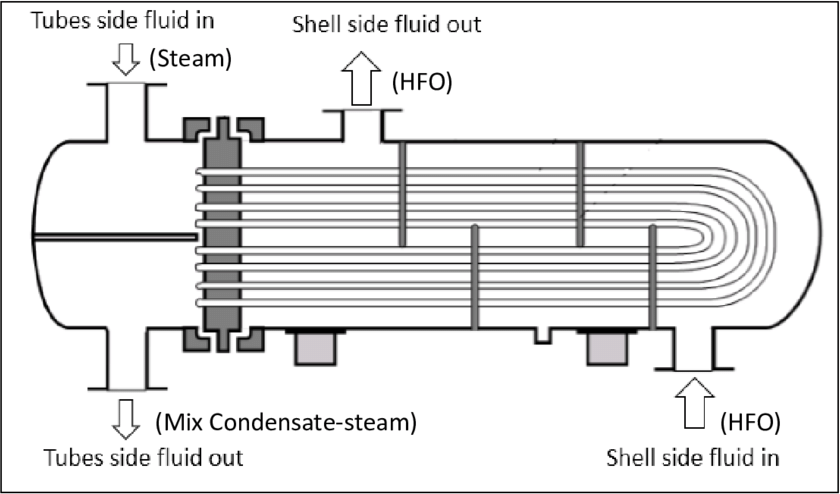 Tubes side fluid in
(Steam)
Shell side fluid out
(HFO)
(Mix Condensate-steam)
Tubes side fluid out
(HFO)
Shell side fluid in